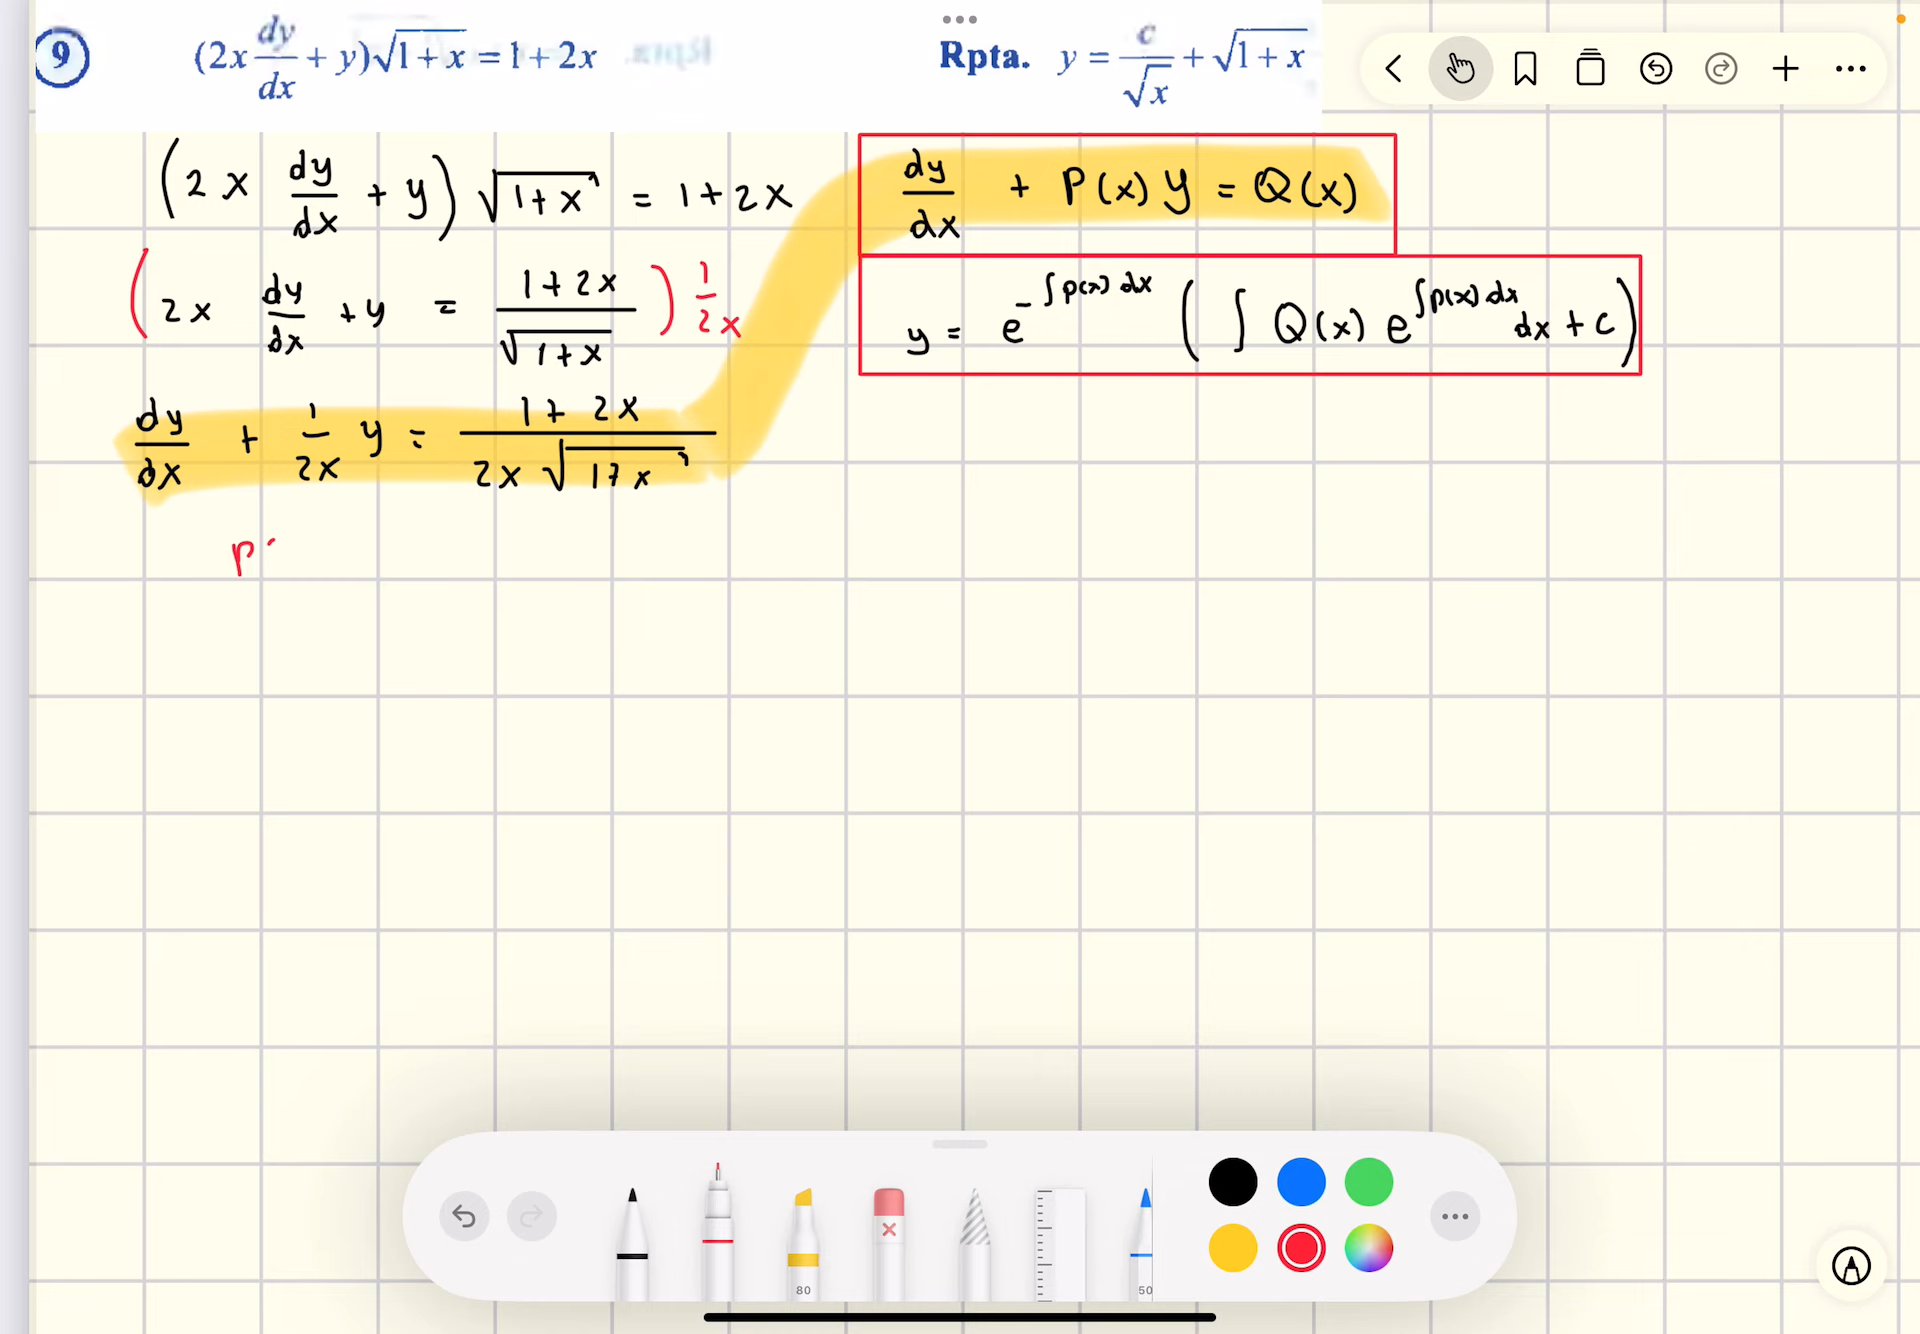 9 (2x dy/dx + y)√1+x = 1+2x Rpta. y = c/√x + √1+x
(2x dy/dx + y) √1+x = 1+2x
(2x dy/dx + y = 1+2x/√1+x) 1/2x
dy/dx + 1/2x y = 1+2x/2x√1+x
p
dy/dx + P(x) y = Q(x)
y = e^-∫p(x) dx (∫ Q(x) e^∫p(x) dx dx + c)
80
50